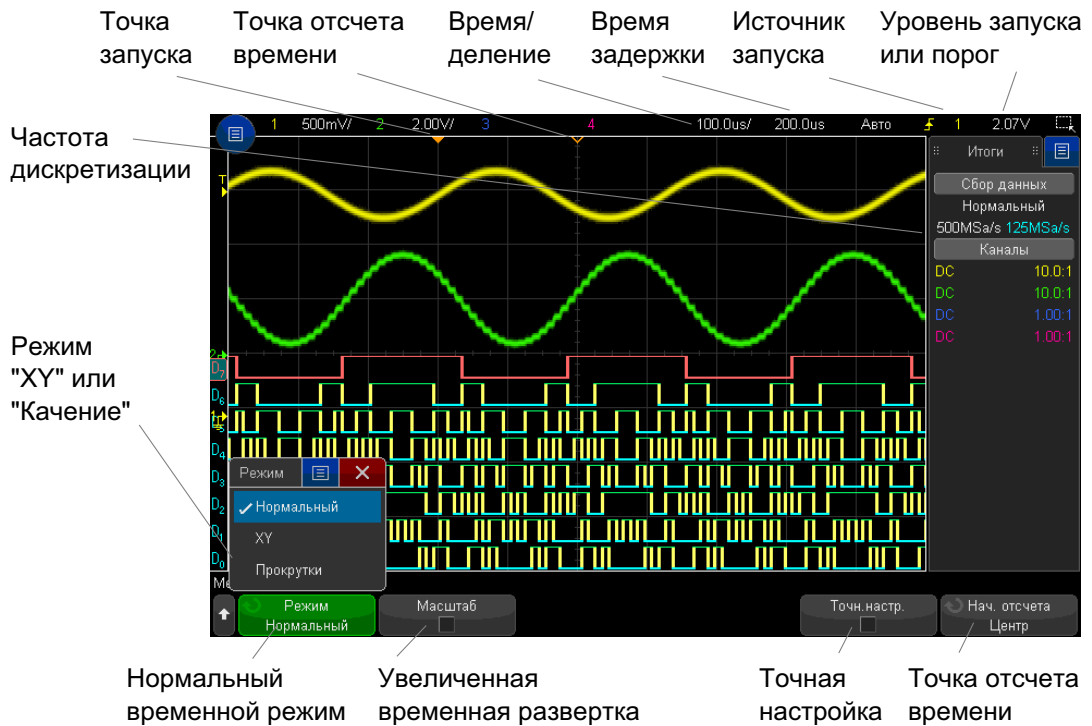 Точка запуска
Точка отсчета времени
Время/ деление
Время задержки
Источник запуска
Уровень запуска или порог
Частота дискретизации
1 500mV/ 2 2.00V/ 3 4 100.0us/ 200.0us Авто 1 2.07V
Итоги
Сбор данных
Нормальный
500MSa/s 125MSa/s
Каналы
DC 10.0:1
DC 10.0:1
DC 1.00:1
DC 1.00:1
T
2
D7
D6
1
D4
D3
D2
D1
D0
Режим "XY" или "Качение"
Режим
Нормальный
XY
Прокрутки
Ме
Режим
Нормальный
Масштаб
Точн.настр.
Нач. отсчета
Центр
Нормальный временной режим
Увеличенная временная развертка
Точная настройка
Точка отсчета времени